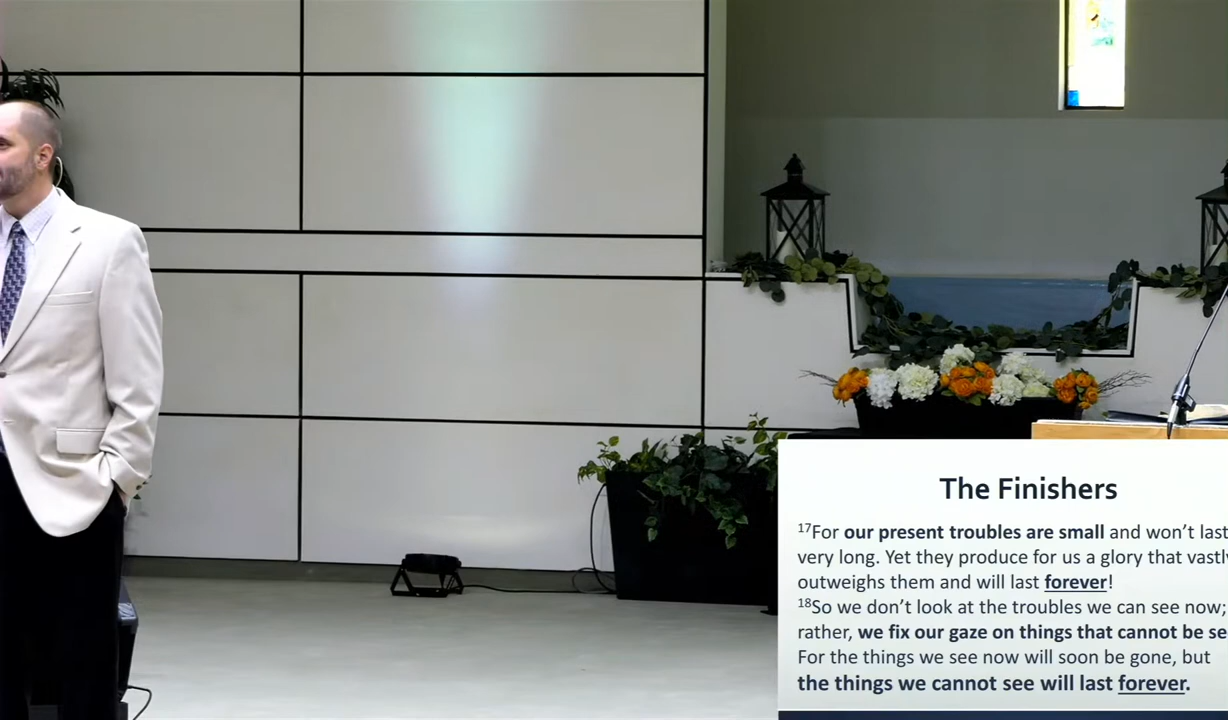 The Finishers
¹⁷For our present troubles are small and won't last
very long. Yet they produce for us a glory that vastly
outweighs them and will last forever!
¹⁸So we don't look at the troubles we can see now;
rather, we fix our gaze on things that cannot be
For the things we see now will soon be gone, but
the things we cannot see will last forever.